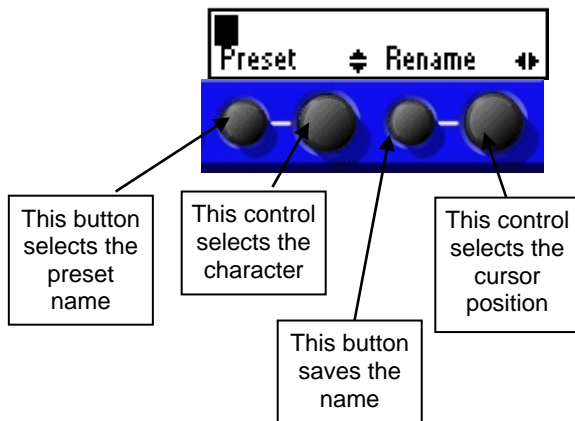 Preset Rename
This button
selects the
preset
name
This control
selects the
character
This button
saves the
name
This control
selects the
cursor
position